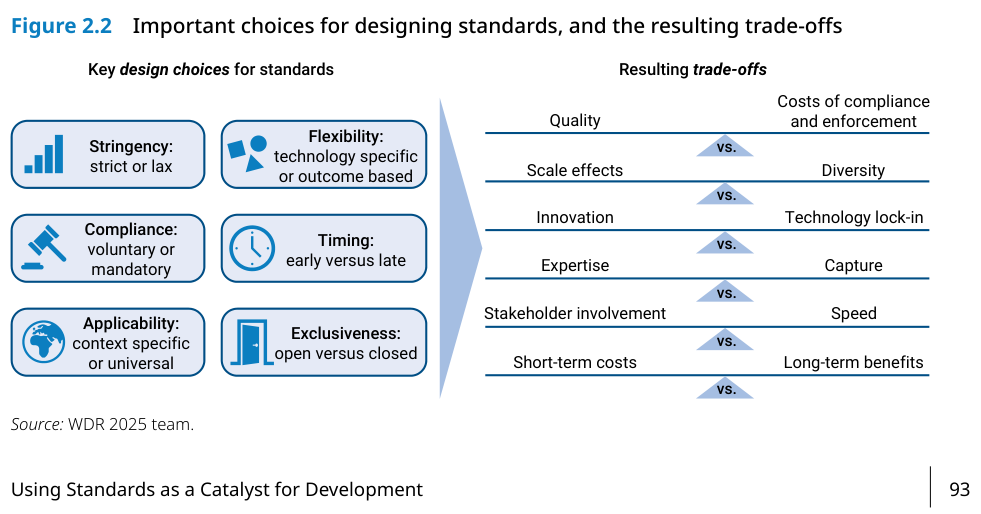 Figure 2.2 Important choices for designing standards, and the resulting trade-offs
Key design choices for standards
Stringency:
strict or lax
Flexibility:
technology specific
or outcome based
Compliance:
voluntary or
mandatory
Timing:
early versus late
Applicability:
context specific
or universal
Exclusiveness:
open versus closed
Resulting trade-offs
Quality
vs.
Costs of compliance
and enforcement
Scale effects
vs.
Diversity
Innovation
vs.
Technology lock-in
Expertise
vs.
Capture
Stakeholder involvement
vs.
Speed
Short-term costs
vs.
Long-term benefits
Source: WDR 2025 team.
Using Standards as a Catalyst for Development
93